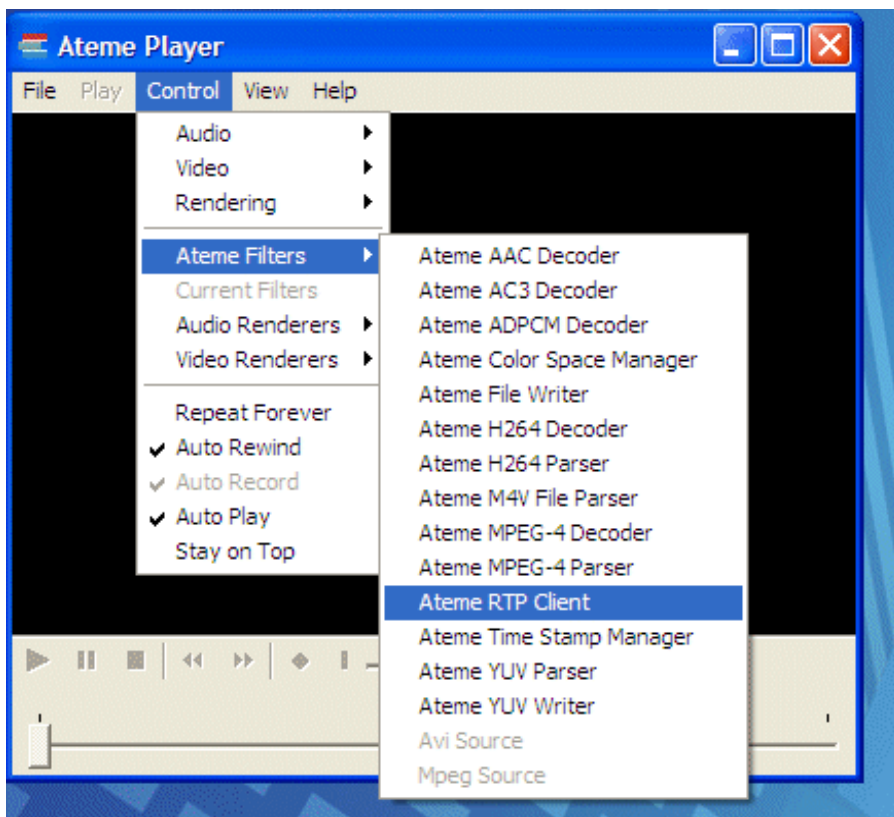 Ateme Player
File Play Control View Help
Audio
Video
Rendering
Ateme Filters
Current Filters
Audio Renderers
Video Renderers
Repeat Forever
Auto Rewind
Auto Record
Auto Play
Stay on Top
Ateme AAC Decoder
Ateme AC3 Decoder
Ateme ADPCM Decoder
Ateme Color Space Manager
Ateme File Writer
Ateme H264 Decoder
Ateme H264 Parser
Ateme M4V File Parser
Ateme MPEG-4 Decoder
Ateme MPEG-4 Parser
Ateme RTP Client
Ateme Time Stamp Manager
Ateme YUV Parser
Ateme YUV Writer
Avi Source
Mpeg Source